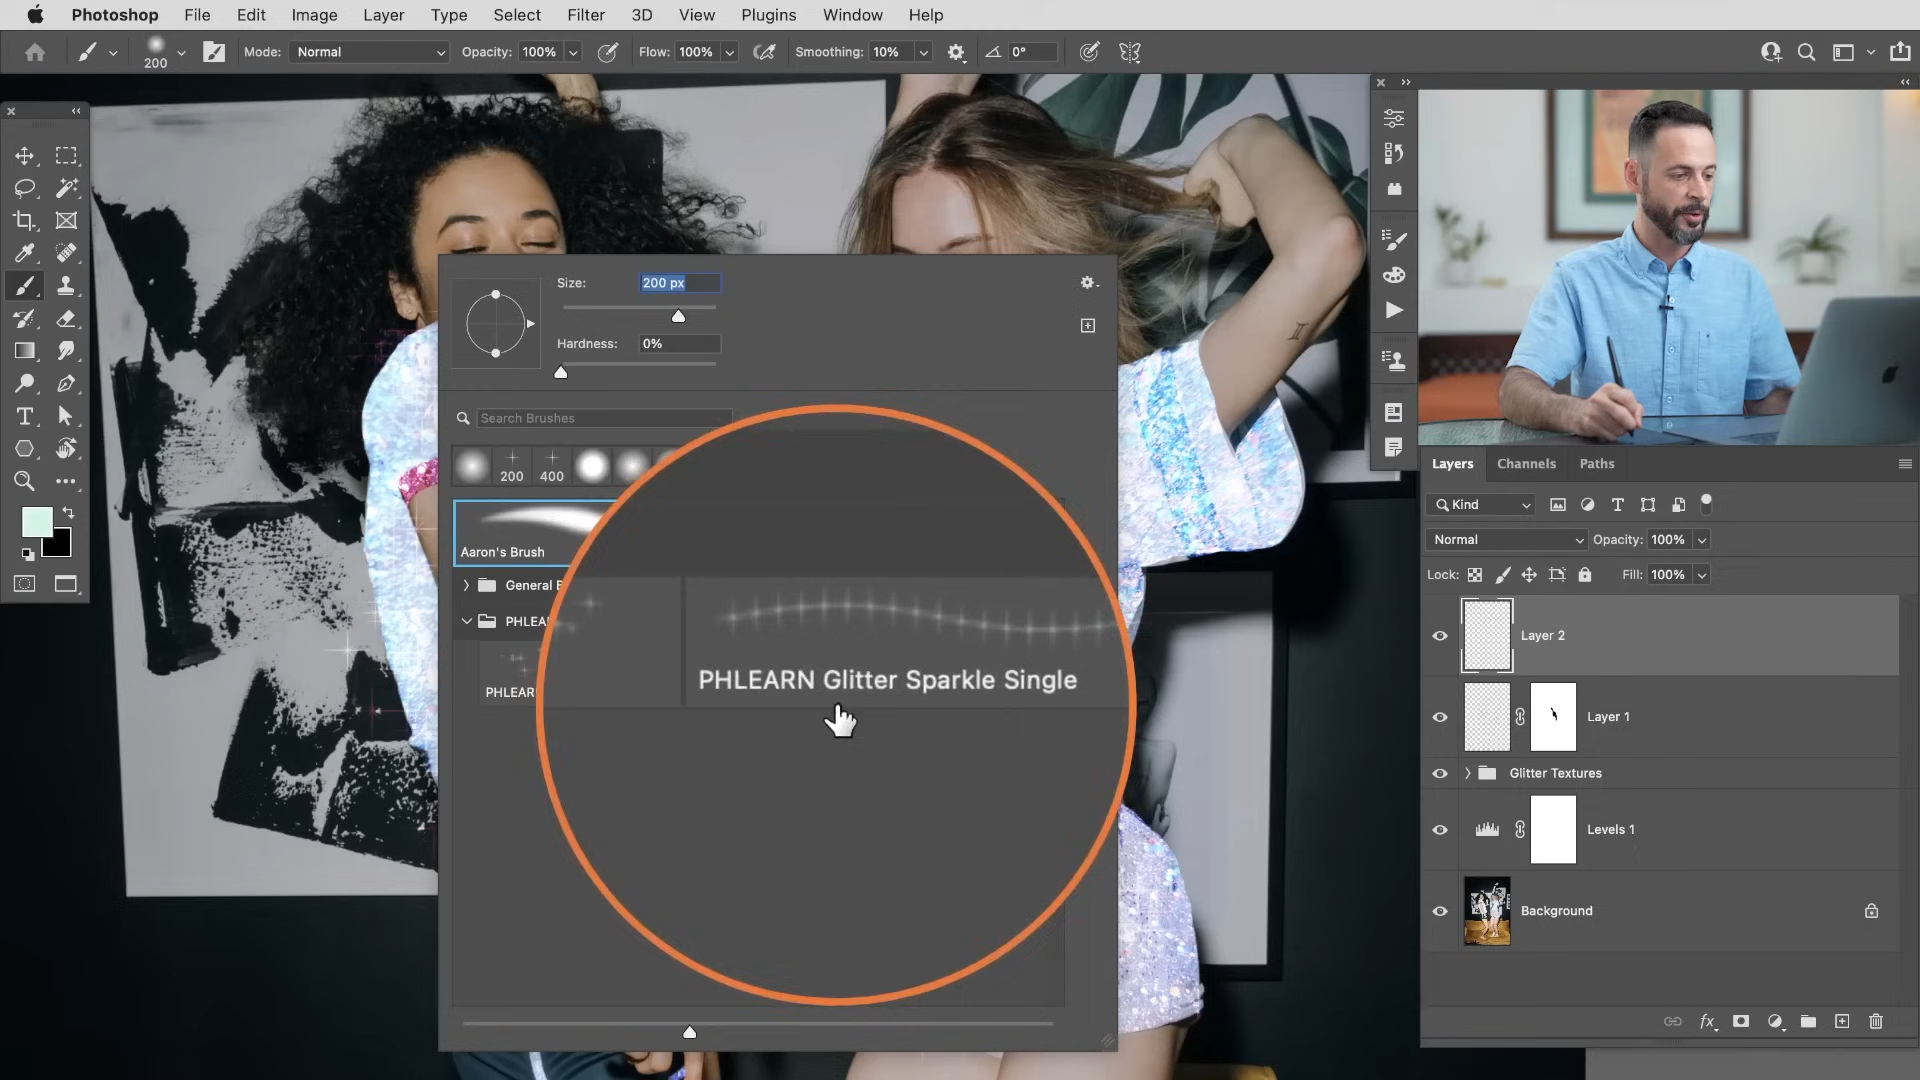 Photoshop File Edit Image Layer Type Select Filter 3D View Plugins Window Help
200 Mode: Normal Opacity: 100% Flow: 100% Smoothing: 10% 0°
Size: 200 px
Hardness: 0%
Search Brushes
200 400
Aaron's Brush
General B
PHLEA
PHLEAR
PHLEARN Glitter Sparkle Single
Layers Channels Paths
Kind
Normal Opacity: 100%
Lock: Fill: 100%
Layer 2
Layer 1
Glitter Textures
Levels 1
Background
fx